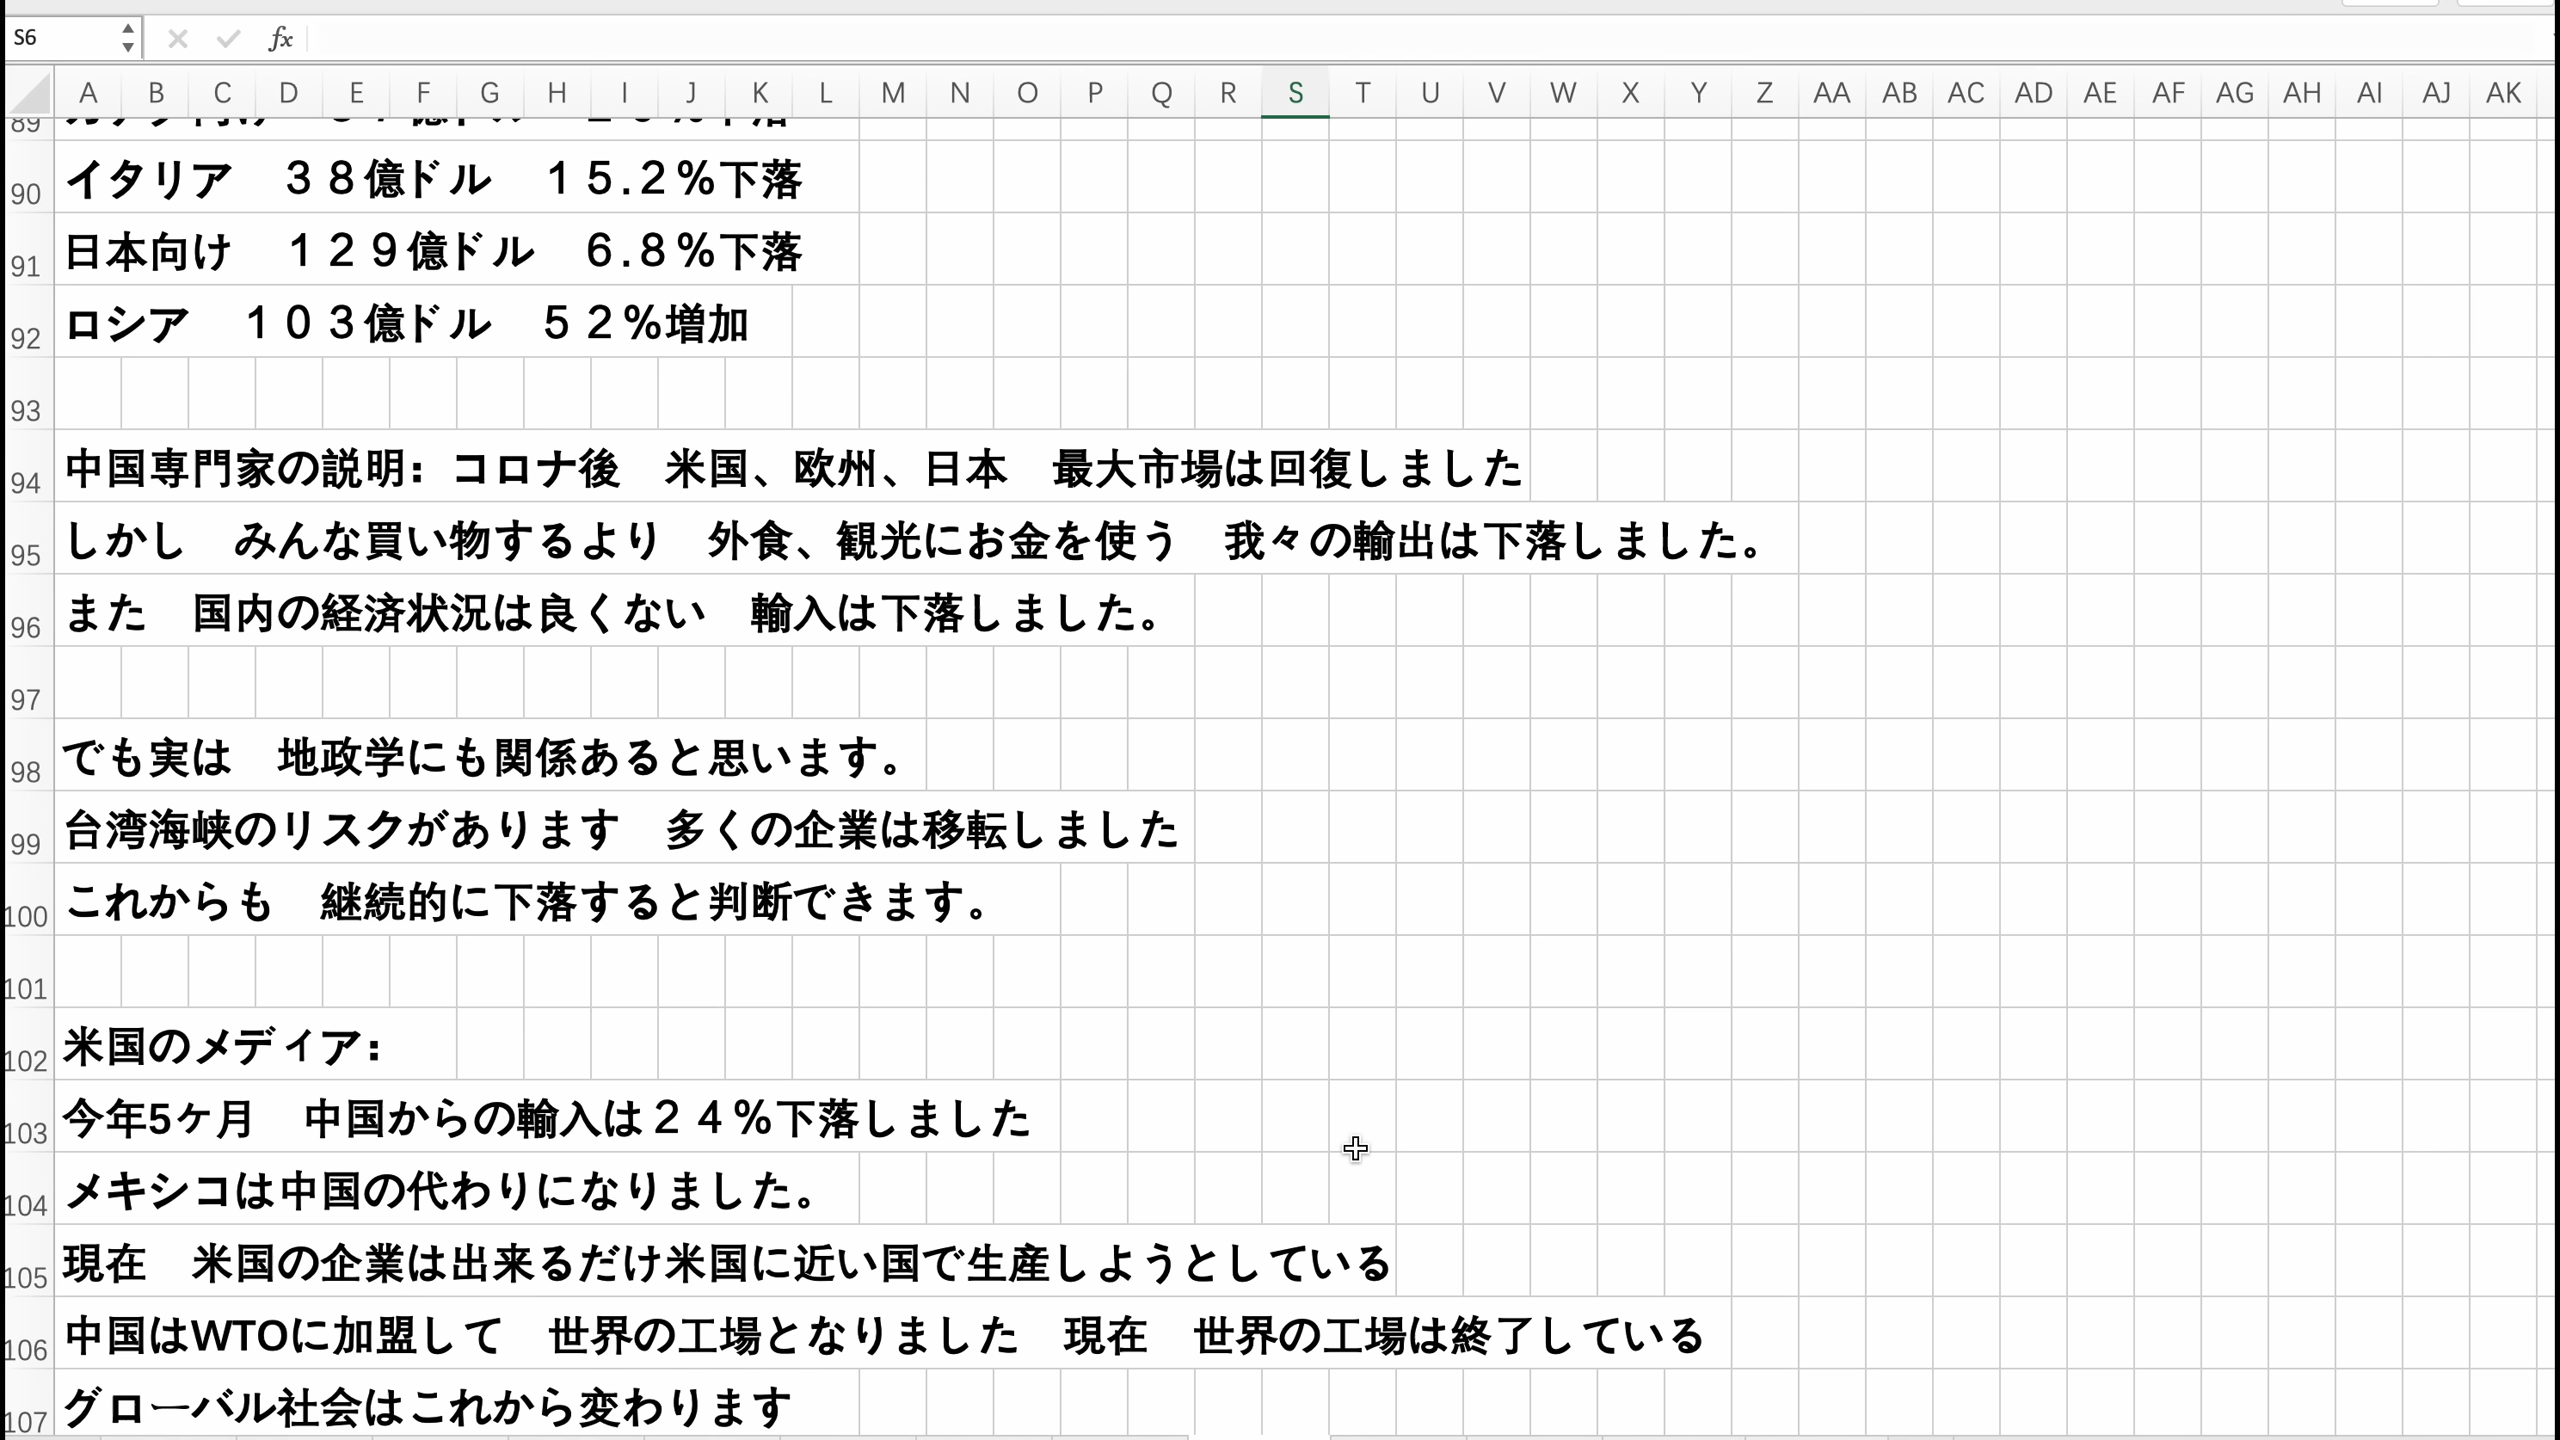 S6
fx
A B C D E F G H I J K L M N O P Q R S T U V W X Y Z AA AB AC AD AE AF AG AH AI AJ AK
89
90 イタリア　３８億ドル　１５.２％下落
91 日本向け　１２９億ドル　６.８％下落
92 ロシア　１０３億ドル　５２％増加
93
94 中国専門家の説明：コロナ後　米国、欧州、日本　最大市場は回復しました
95 しかし　みんな買い物するより　外食、観光にお金を使う　我々の輸出は下落しました。
96 また　国内の経済状況は良くない　輸入は下落しました。
97
98 でも実は　地政学にも関係あると思います。
99 台湾海峡のリスクがあります　多くの企業は移転しました
100 これからも　継続的に下落すると判断できます。
101
102 米国のメディア：
103 今年5ヶ月　中国からの輸入は２４％下落しました
104 メキシコは中国の代わりになりました。
105 現在　米国の企業は出来るだけ米国に近い国で生産しようとしている
106 中国はWTOに加盟して　世界の工場となりました　現在　世界の工場は終了している
107 グローバル社会はこれから変わります